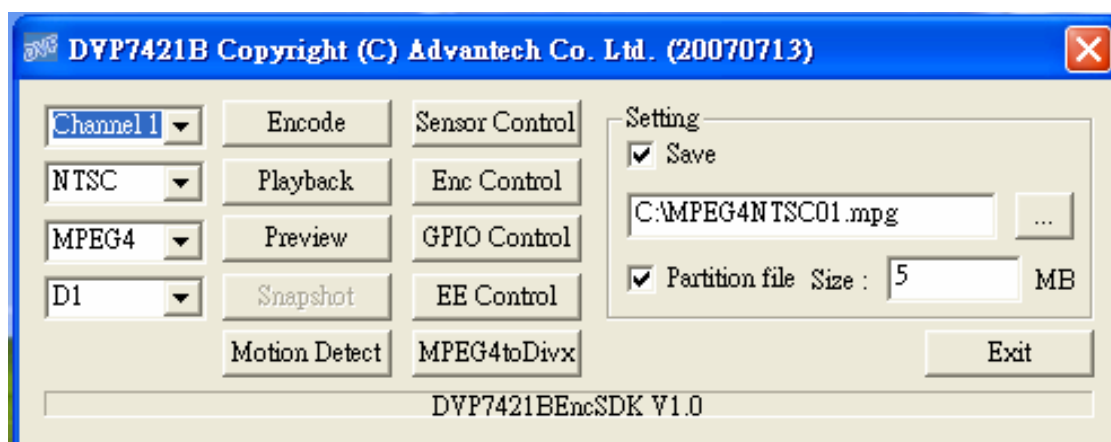 DVP7421B Copyright (C) Advantech Co. Ltd. (20070713)
Channel 1 Encode Sensor Control Setting
Save
NTSC Playback Enc Control
C:\MPEG4NTSC01.mpg ...
MPEG4 Preview GPIO Control
D1 Snapshot EE Control Partition file Size : 5 MB
Motion Detect MPEG4toDivx Exit
DVP7421BEncSDK V1.0